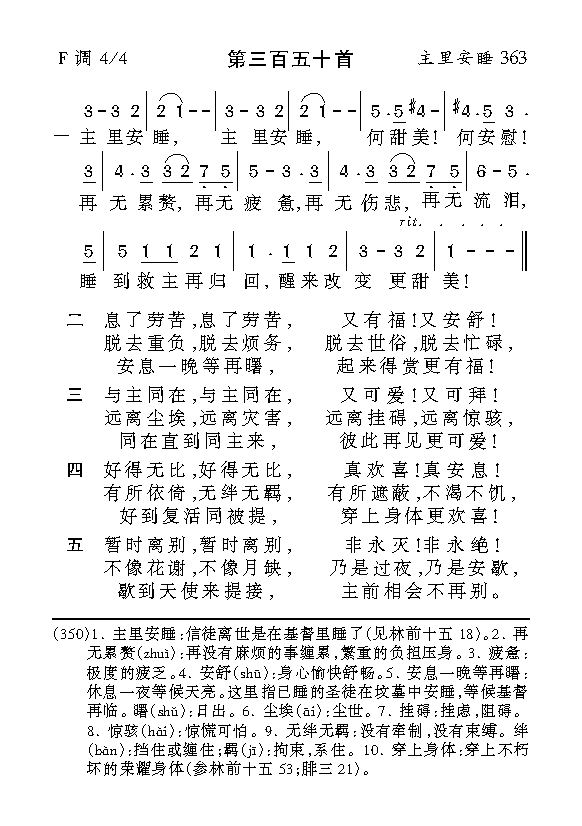 F 调 4/4 第三百五十首 主里安睡 363
3-3 2|2 1--|3-3 2|2 1--|5·5 #4-|#4·5 3·
一 主 里安 睡, 主 里安 睡, 何甜 美! 何安 慰!
3|4·3 3 2 7 5|5-3·3|4·3 3 2 7 5|6-5·
再 无 累赘, 再无 疲 惫,再 无 伤悲,再无 流 泪,
rit. . . . . .
5|5 1 1 2 1|1·1 1 2|3-3 2|1---‖
睡 到救主再归 回,醒来改 变 更甜 美!
二 息了劳苦,息了劳苦, 又有福!又安舒!
脱去重负,脱去烦务, 脱去世俗,脱去忙碌,
安息一晚等再曙, 起来得赏更有福!
三 与主同在,与主同在, 又可爱!又可拜!
远离尘埃,远离灾害, 远离挂碍,远离惊骇,
同在直到同主来, 彼此再见更可爱!
四 好得无比,好得无比, 真欢喜!真安息!
有所依倚,无绊无羁, 有所遮蔽,不渴不饥,
好到复活同被提, 穿上身体更欢喜!
五 暂时离别,暂时离别, 非永灭!非永绝!
不像花谢,不像月缺, 乃是过夜,乃是安歇,
歇到天使来提接, 主前相会不再别。
(350)1. 主里安睡:信徒离世是在基督里睡了(见林前十五 18)。2. 再
无累赘(zhuì):再没有麻烦的事缠累,繁重的负担压身。3. 疲惫:
极度的疲乏。4. 安舒(shū):身心愉快舒畅。5. 安息一晚等再曙:
休息一夜等候天亮。这里指已睡的圣徒在坟墓中安睡,等候基督
再临。曙(shǔ):日出。6. 尘埃(āi):尘世。7. 挂碍:挂虑,阻碍。
8. 惊骇(hài):惊慌可怕。9. 无绊无羁:没有牵制,没有束缚。绊
(bàn):挡住或缠住;羁(jī):拘束,系住。10. 穿上身体:穿上不朽
坏的荣耀身体(参林前十五 53;腓三 21)。